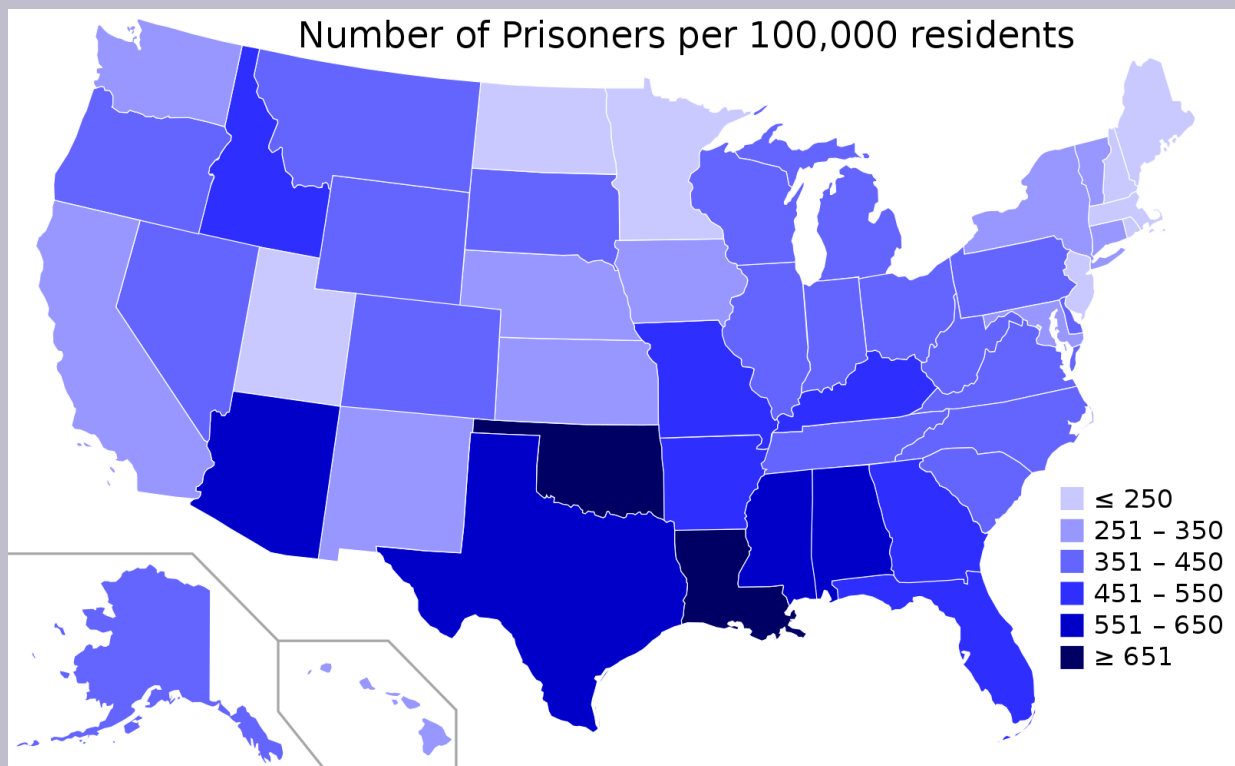 Number of Prisoners per 100,000 residents
≤ 250
251 – 350
351 – 450
451 – 550
551 – 650
≥ 651